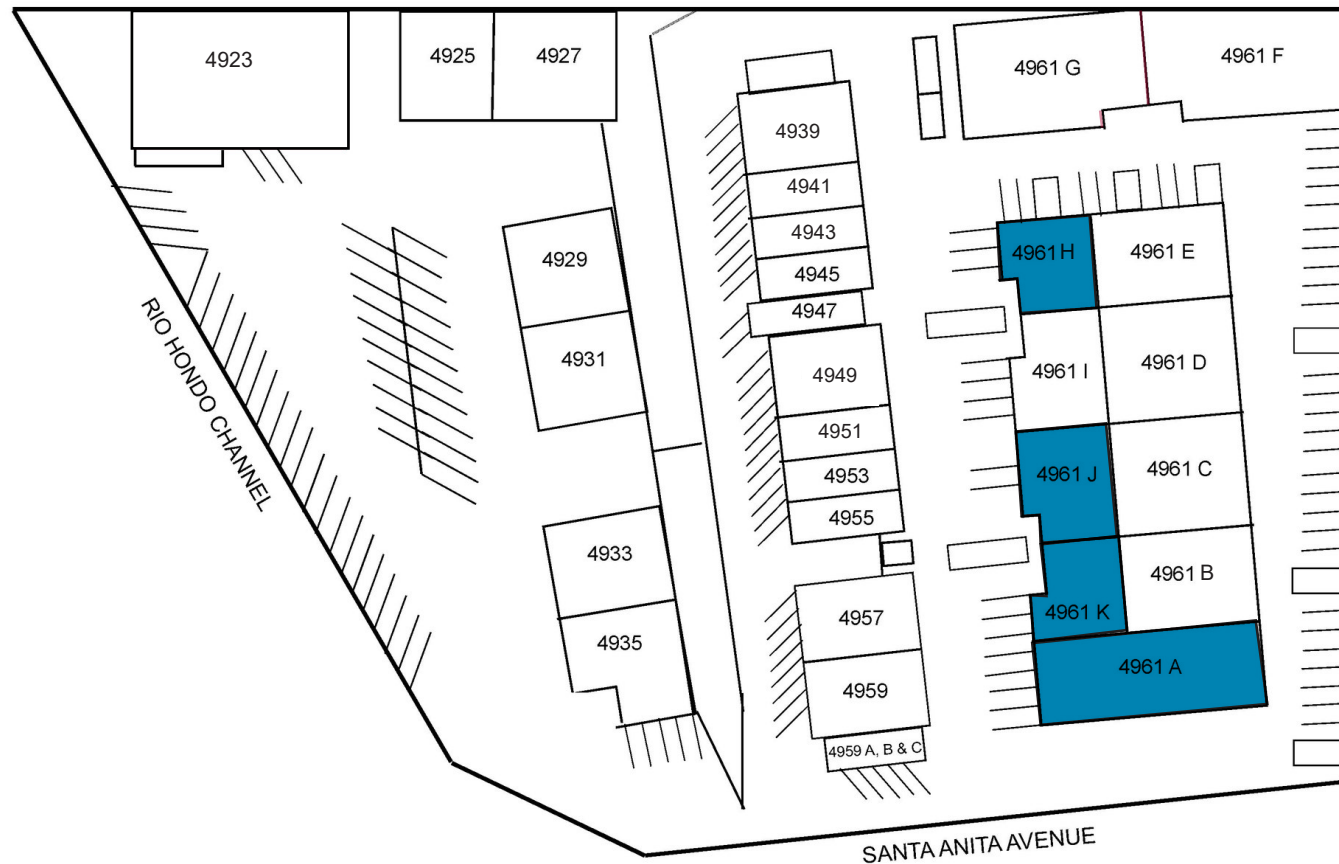 4923
4925
4927
4961 G
4961 F
4939
4941
4943
4945
4947
4949
4951
4953
4955
4957
4959
4959 A, B & C
4929
4931
4933
4935
4961 H
4961 E
4961 I
4961 D
4961 J
4961 C
4961 K
4961 B
4961 A
RIO HONDO CHANNEL
SANTA ANITA AVENUE